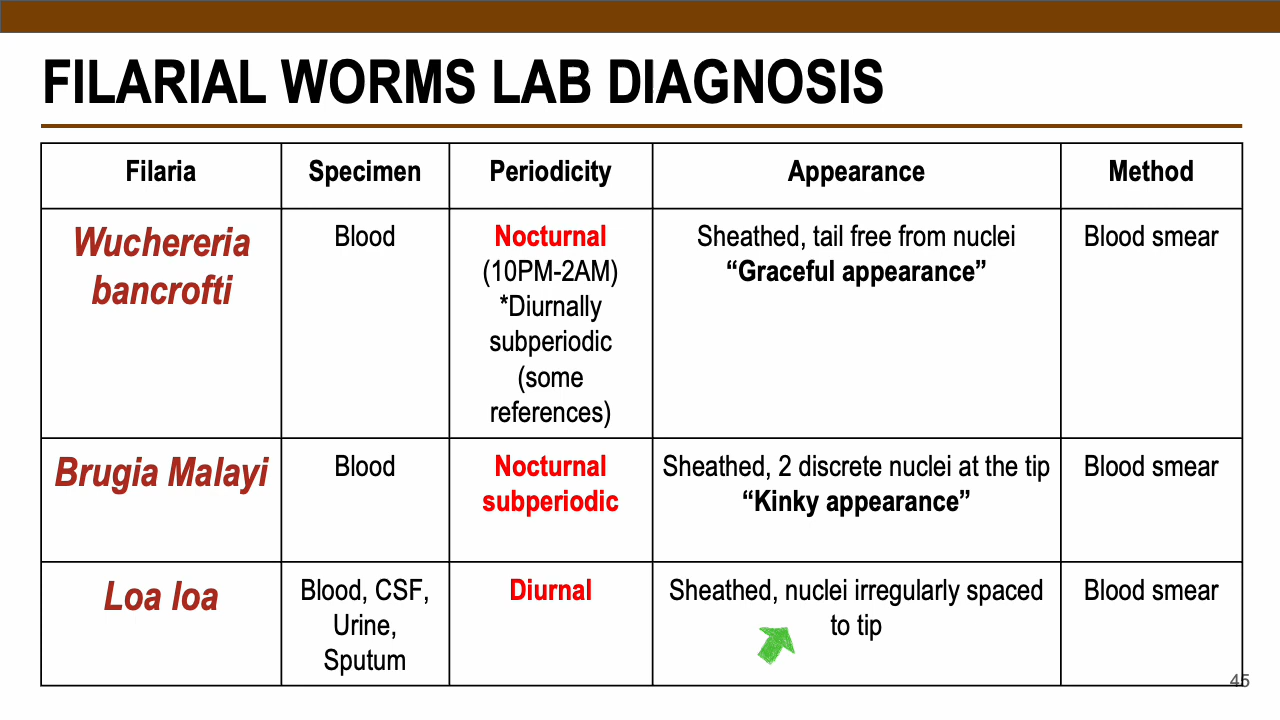 FILARIAL WORMS LAB DIAGNOSIS
Filaria
Specimen
Periodicity
Appearance
Method
Wuchereria
bancrofti
Blood
Nocturnal
(10PM-2AM)
*Diurnally
subperiodic
(some
references)
Sheathed, tail free from nuclei
“Graceful appearance”
Blood smear
Brugia Malayi
Blood
Nocturnal
subperiodic
Sheathed, 2 discrete nuclei at the tip
“Kinky appearance”
Blood smear
Loa loa
Blood, CSF,
Urine,
Sputum
Diurnal
Sheathed, nuclei irregularly spaced
to tip
Blood smear
45